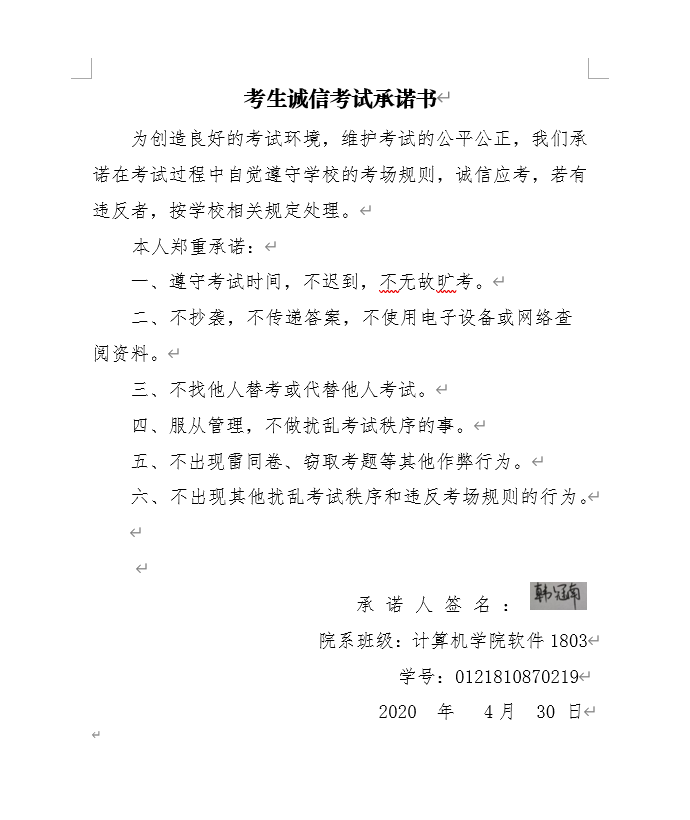 考生诚信考试承诺书
为创造良好的考试环境，维护考试的公平公正，我们承
诺在考试过程中自觉遵守学校的考场规则，诚信应考，若有
违反者，按学校相关规定处理。
本人郑重承诺：
一、遵守考试时间，不迟到，不无故旷考。
二、不抄袭，不传递答案，不使用电子设备或网络查
阅资料。
三、不找他人替考或代替他人考试。
四、服从管理，不做扰乱考试秩序的事。
五、不出现雷同卷、窃取考题等其他作弊行为。
六、不出现其他扰乱考试秩序和违反考场规则的行为。
承 诺 人 签 名 ： 韩冠南
院系班级：计算机学院软件 1803
学号：0121810870219
2020 年 4 月 30 日